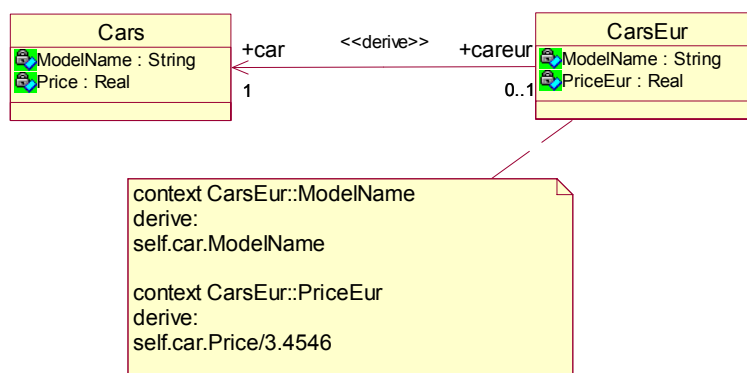 Cars
ModelName : String
Price : Real
+car
<<derive>>
+careur
1
0..1
CarsEur
ModelName : String
PriceEur : Real
context CarsEur::ModelName
derive:
self.car.ModelName
context CarsEur::PriceEur
derive:
self.car.Price/3.4546